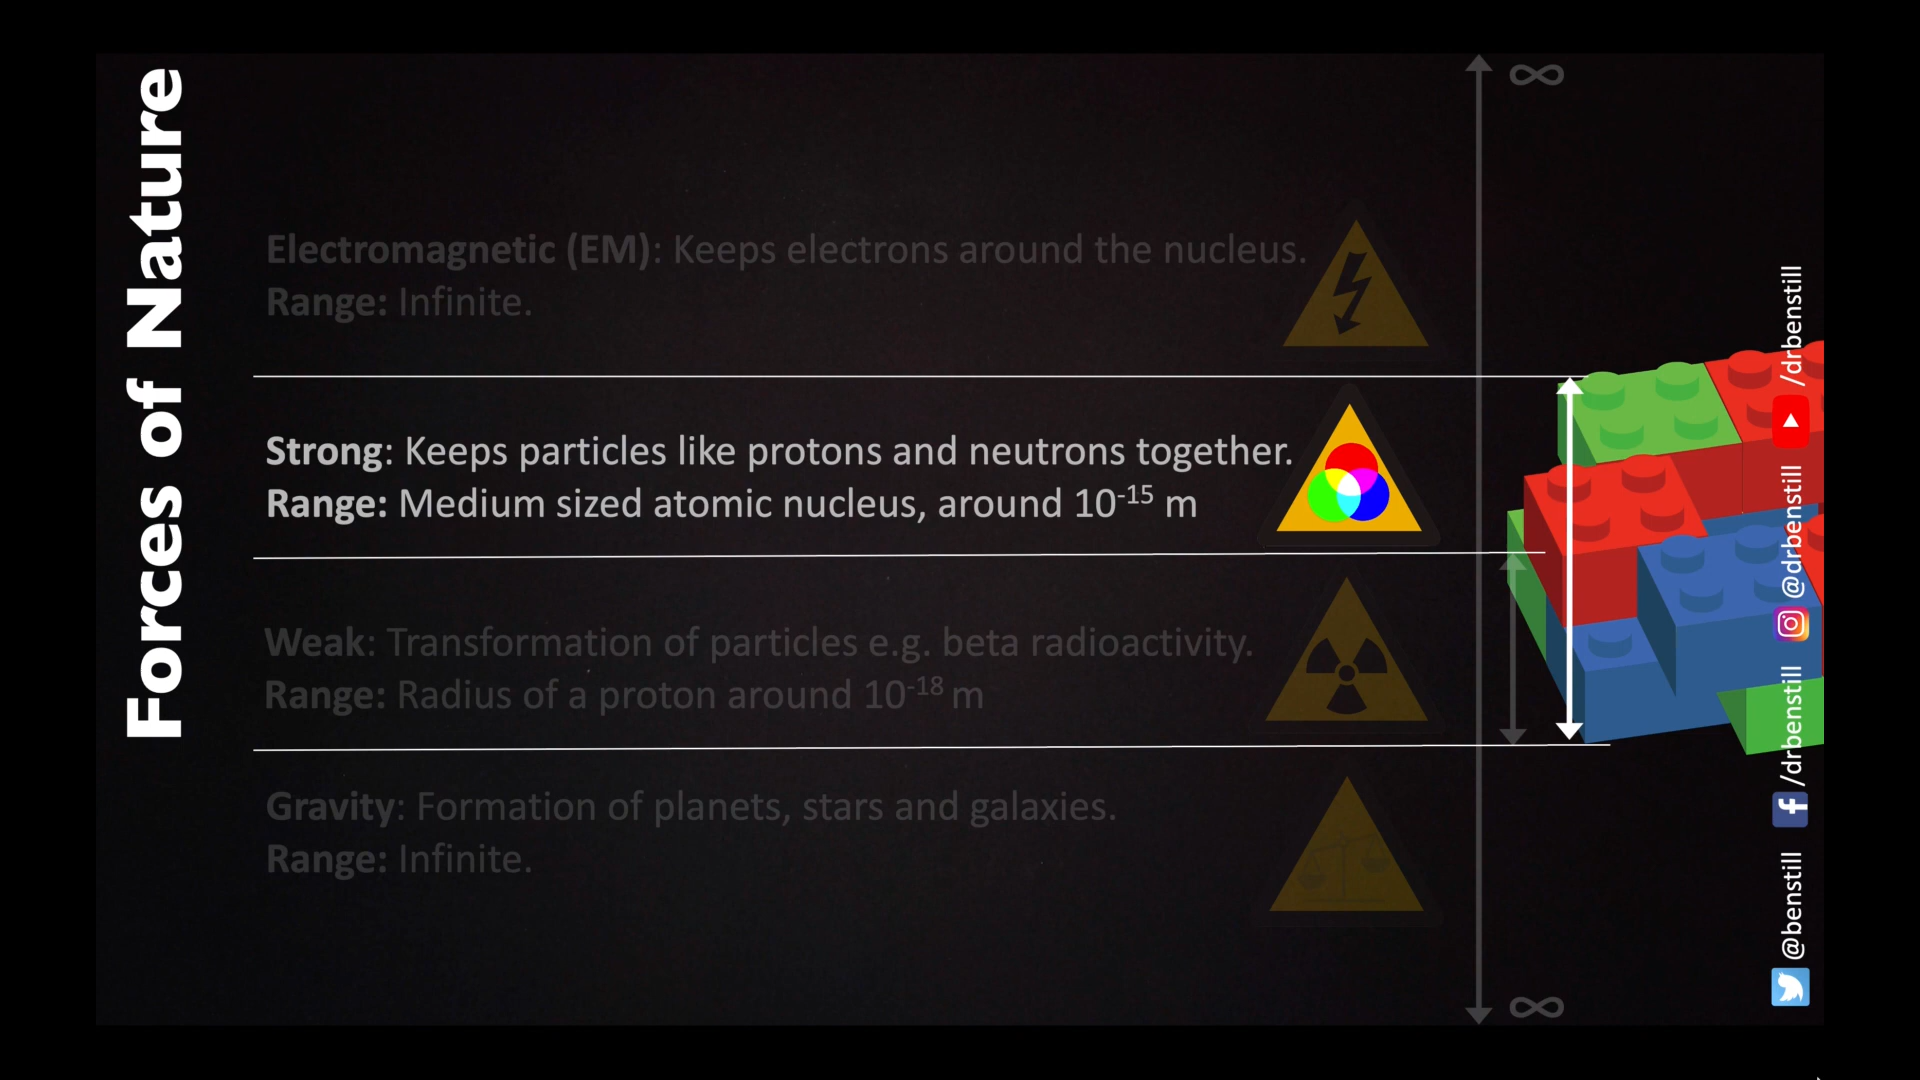 Forces of Nature
∞
Electromagnetic (EM): Keeps electrons around the nucleus.
Range: Infinite.
Strong: Keeps particles like protons and neutrons together.
Range: Medium sized atomic nucleus, around 10⁻¹⁵ m
Weak: Transformation of particles e.g. beta radioactivity.
Range: Radius of a proton around 10⁻¹⁸ m
Gravity: Formation of planets, stars and galaxies.
Range: Infinite.
∞
@benstill
/drbenstill
@drbenstill
/drbenstill